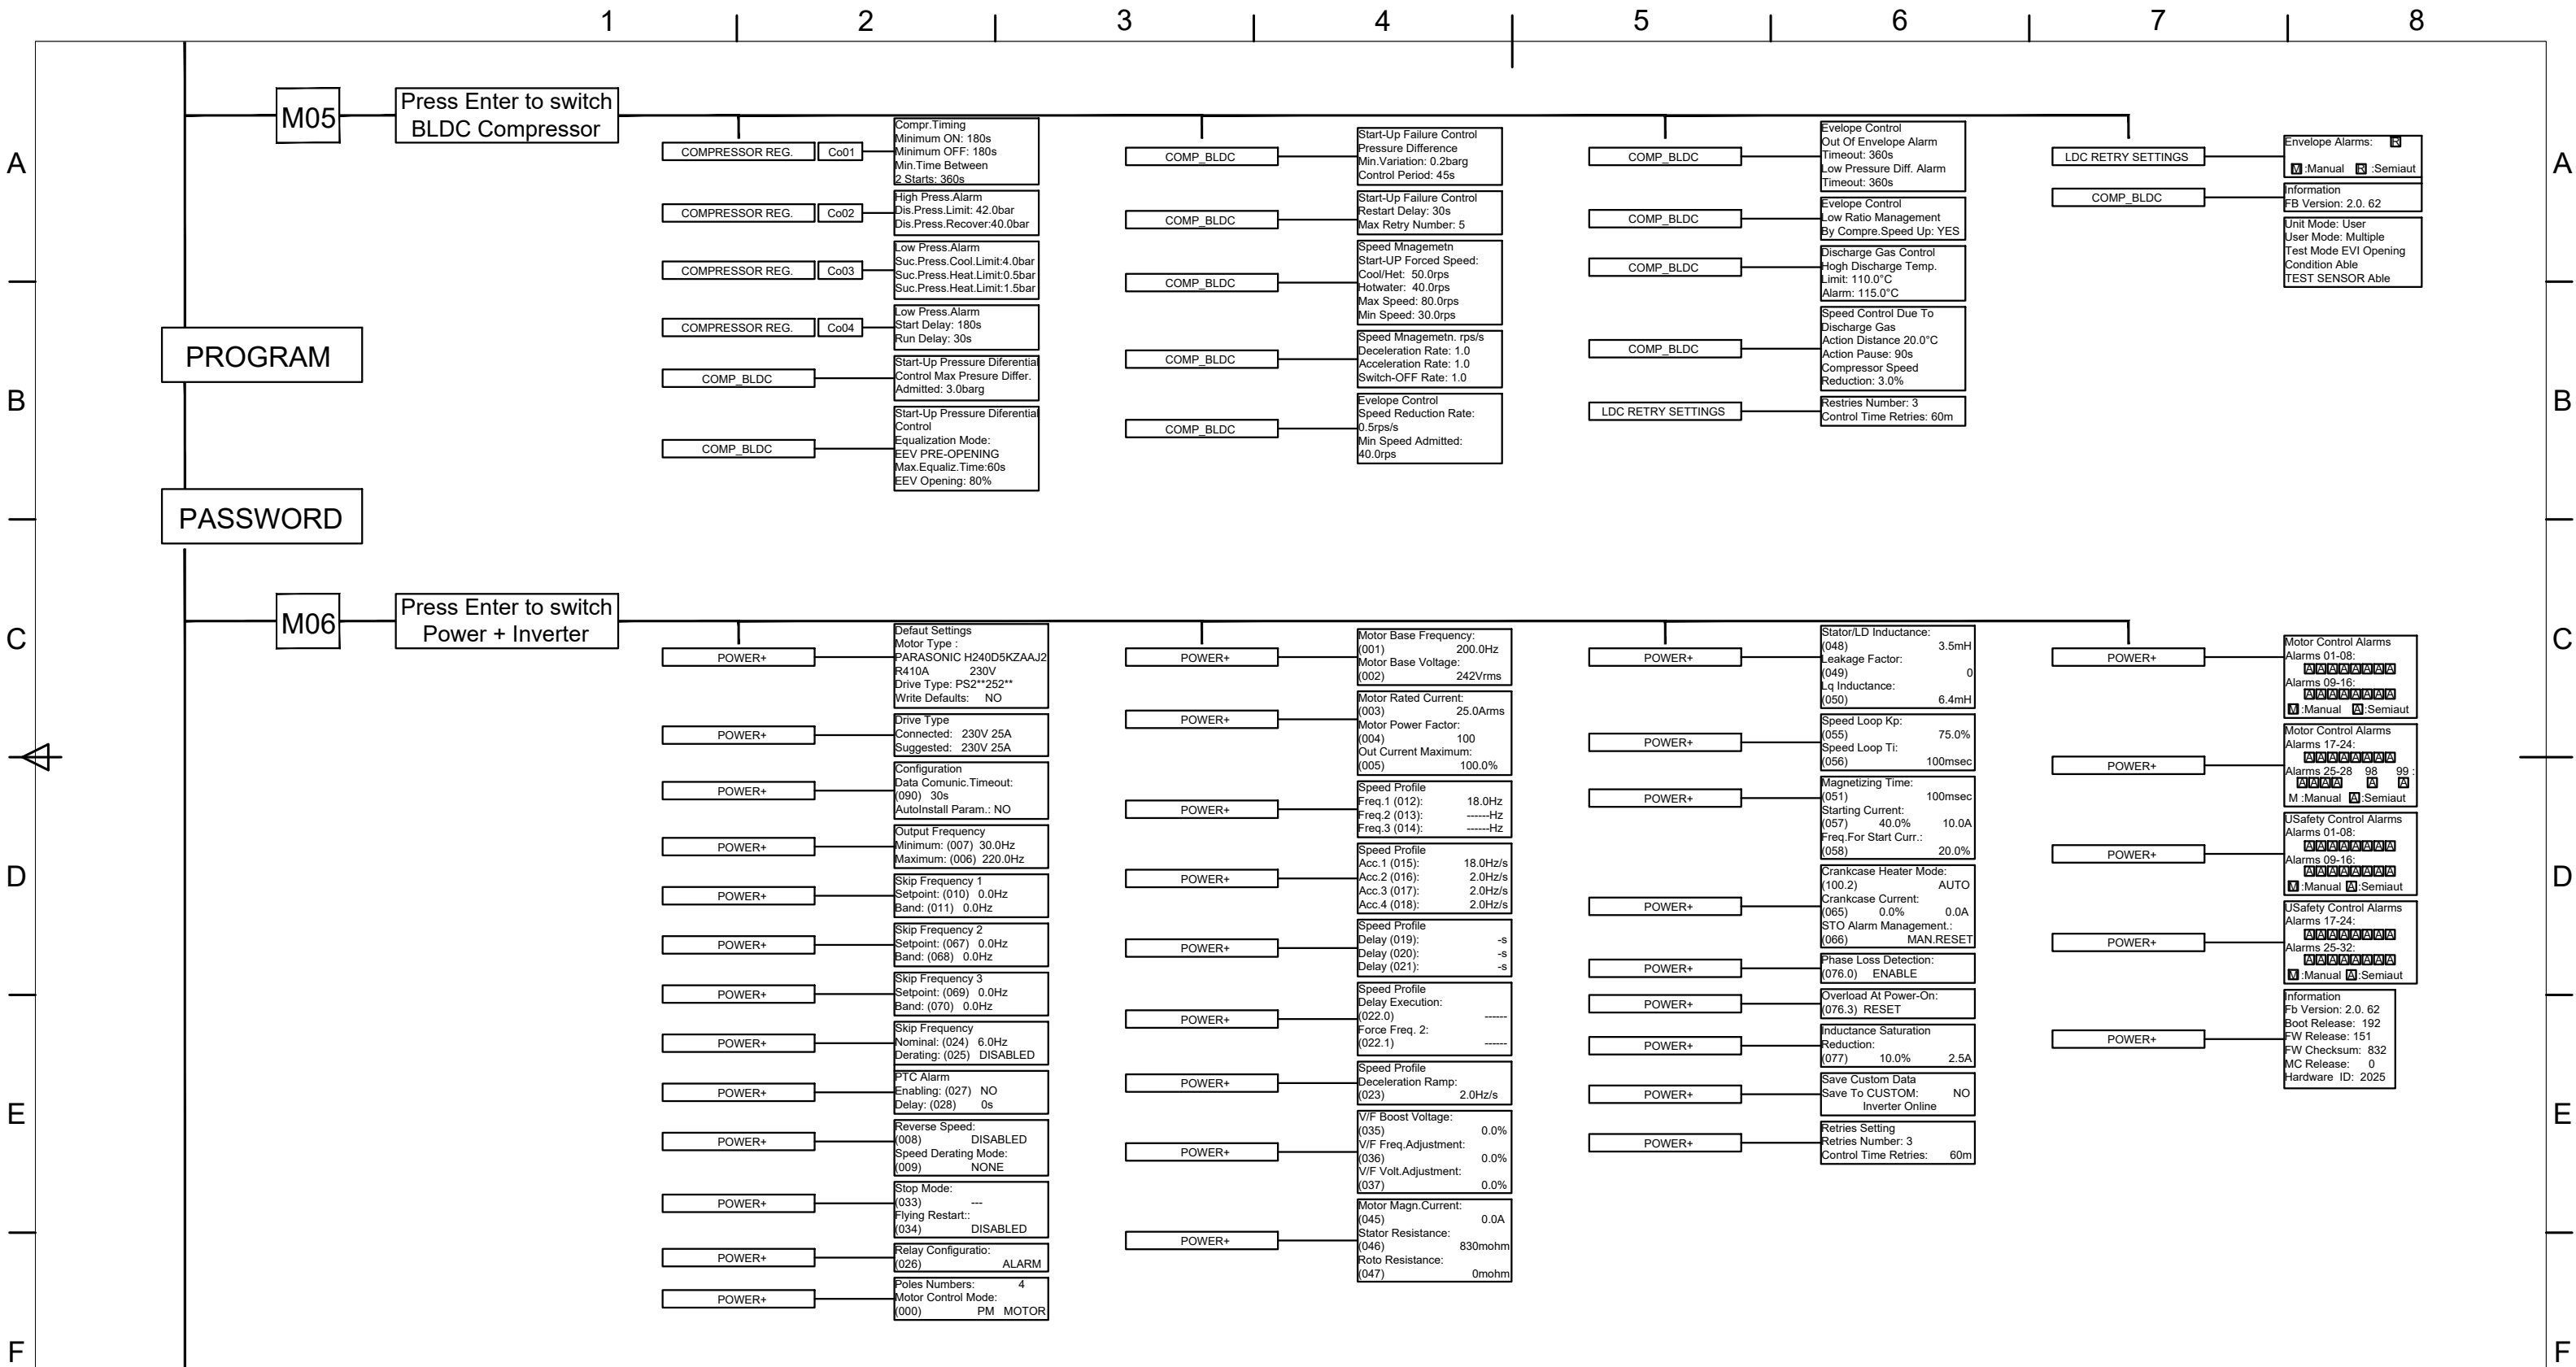 1 2 3 4 5 6 7 8
A
A
B
B
C
C
D
D
E
E
F
F
PROGRAM
PASSWORD
M05
Press Enter to switch
BLDC Compressor
COMPRESSOR REG. Co01
Compr.Timing
Minimum ON: 180s
Minimum OFF: 180s
Min.Time Between
2 Starts: 360s
COMPRESSOR REG. Co02
High Press.Alarm
Dis.Press.Limit: 42.0bar
Dis.Press.Recover:40.0bar
COMPRESSOR REG. Co03
Low Press.Alarm
Suc.Press.Cool.Limit:4.0bar
Suc.Press.Heat.Limit:0.5bar
Suc.Press.Heat.Limit:1.5bar
COMPRESSOR REG. Co04
Low Press.Alarm
Start Delay: 180s
Run Delay: 30s
COMP_BLDC
Start-Up Pressure Diferential
Control Max Presure Differ.
Admitted: 3.0barg
COMP_BLDC
Start-Up Pressure Diferential
Control
Equalization Mode:
EEV PRE-OPENING
Max.Equaliz.Time:60s
EEV Opening: 80%
COMP_BLDC
Start-Up Failure Control
Pressure Difference
Min.Variation: 0.2barg
Control Period: 45s
COMP_BLDC
Start-Up Failure Control
Restart Delay: 30s
Max Retry Number: 5
COMP_BLDC
Speed Mnagemetn
Start-UP Forced Speed:
Cool/Het: 50.0rps
Hotwater: 40.0rps
Max Speed: 80.0rps
Min Speed: 30.0rps
COMP_BLDC
Speed Mnagemetn. rps/s
Deceleration Rate: 1.0
Acceleration Rate: 1.0
Switch-OFF Rate: 1.0
COMP_BLDC
Evelope Control
Speed Reduction Rate:
0.5rps/s
Min Speed Admitted:
40.0rps
COMP_BLDC
Evelope Control
Out Of Envelope Alarm
Timeout: 360s
Low Pressure Diff. Alarm
Timeout: 360s
COMP_BLDC
Evelope Control
Low Ratio Management
By Compre.Speed Up: YES
COMP_BLDC
Discharge Gas Control
Hogh Discharge Temp.
Limit: 110.0°C
Alarm: 115.0°C
COMP_BLDC
Speed Control Due To
Discharge Gas
Action Distance 20.0°C
Action Pause: 90s
Compressor Speed
Reduction: 3.0%
LDC RETRY SETTINGS
Restries Number: 3
Control Time Retries: 60m
LDC RETRY SETTINGS
Envelope Alarms: R
M :Manual R :Semiaut
COMP_BLDC
Information
FB Version: 2.0. 62
Unit Mode: User
User Mode: Multiple
Test Mode EVI Opening
Condition Able
TEST SENSOR Able
M06
Press Enter to switch
Power + Inverter
POWER+
Defaut Settings
Motor Type :
PARASONIC H240D5KZAAJ2
R410A 230V
Drive Type: PS2**252**
Write Defaults: NO
POWER+
Drive Type
Connected: 230V 25A
Suggested: 230V 25A
POWER+
Configuration
Data Comunic.Timeout:
(090) 30s
AutoInstall Param.: NO
POWER+
Output Frequency
Minimum: (007) 30.0Hz
Maximum: (006) 220.0Hz
POWER+
Skip Frequency 1
Setpoint: (010) 0.0Hz
Band: (011) 0.0Hz
POWER+
Skip Frequency 2
Setpoint: (067) 0.0Hz
Band: (068) 0.0Hz
POWER+
Skip Frequency 3
Setpoint: (069) 0.0Hz
Band: (070) 0.0Hz
POWER+
Skip Frequency
Nominal: (024) 6.0Hz
Derating: (025) DISABLED
POWER+
PTC Alarm
Enabling: (027) NO
Delay: (028) 0s
POWER+
Reverse Speed:
(008) DISABLED
Speed Derating Mode:
(009) NONE
POWER+
Stop Mode:
(033) ---
Flying Restart::
(034) DISABLED
POWER+
Relay Configuratio:
(026) ALARM
POWER+
Poles Numbers: 4
Motor Control Mode:
(000) PM MOTOR
POWER+
Motor Base Frequency:
(001) 200.0Hz
Motor Base Voltage:
(002) 242Vrms
POWER+
Motor Rated Current:
(003) 25.0Arms
Motor Power Factor:
(004) 100
Out Current Maximum:
(005) 100.0%
POWER+
Speed Profile
Freq.1 (012): 18.0Hz
Freq.2 (013): ------Hz
Freq.3 (014): ------Hz
POWER+
Speed Profile
Acc.1 (015): 18.0Hz/s
Acc.2 (016): 2.0Hz/s
Acc.3 (017): 2.0Hz/s
Acc.4 (018): 2.0Hz/s
POWER+
Speed Profile
Delay (019): -s
Delay (020): -s
Delay (021): -s
POWER+
Speed Profile
Delay Execution:
(022.0) ------
Force Freq. 2:
(022.1) ------
POWER+
Speed Profile
Deceleration Ramp:
(023) 2.0Hz/s
POWER+
V/F Boost Voltage:
(035) 0.0%
V/F Freq.Adjustment:
(036) 0.0%
V/F Volt.Adjustment:
(037) 0.0%
POWER+
Motor Magn.Current:
(045) 0.0A
Stator Resistance:
(046) 830mohm
Roto Resistance:
(047) 0mohm
POWER+
Stator/LD Inductance:
(048) 3.5mH
Leakage Factor:
(049) 0
Lq Inductance:
(050) 6.4mH
POWER+
Speed Loop Kp:
(055) 75.0%
Speed Loop Ti:
(056) 100msec
POWER+
Magnetizing Time:
(051) 100msec
Starting Current:
(057) 40.0% 10.0A
Freq.For Start Curr.:
(058) 20.0%
POWER+
Crankcase Heater Mode:
(100.2) AUTO
Crankcase Current:
(065) 0.0% 0.0A
STO Alarm Management.:
(066) MAN.RESET
POWER+
Phase Loss Detection:
(076.0) ENABLE
POWER+
Overload At Power-On:
(076.3) RESET
POWER+
Inductance Saturation
Reduction:
(077) 10.0% 2.5A
POWER+
Save Custom Data
Save To CUSTOM: NO
Inverter Online
POWER+
Retries Setting
Retries Number: 3
Control Time Retries: 60m
POWER+
Motor Control Alarms
Alarms 01-08:
AAAAAAAA
Alarms 09-16:
AAAAAAAA
M :Manual A :Semiaut
POWER+
Motor Control Alarms
Alarms 17-24:
AAAAAAAA
Alarms 25-28 98 99 :
AAAA A A
M :Manual A :Semiaut
POWER+
USafety Control Alarms
Alarms 01-08:
AAAAAAAA
Alarms 09-16:
AAAAAAAA
M :Manual A :Semiaut
POWER+
USafety Control Alarms
Alarms 17-24:
AAAAAAAA
Alarms 25-32:
AAAAAAAA
M :Manual A :Semiaut
POWER+
Information
Fb Version: 2.0. 62
Boot Release: 192
FW Release: 151
FW Checksum: 832
MC Release: 0
Hardware ID: 2025